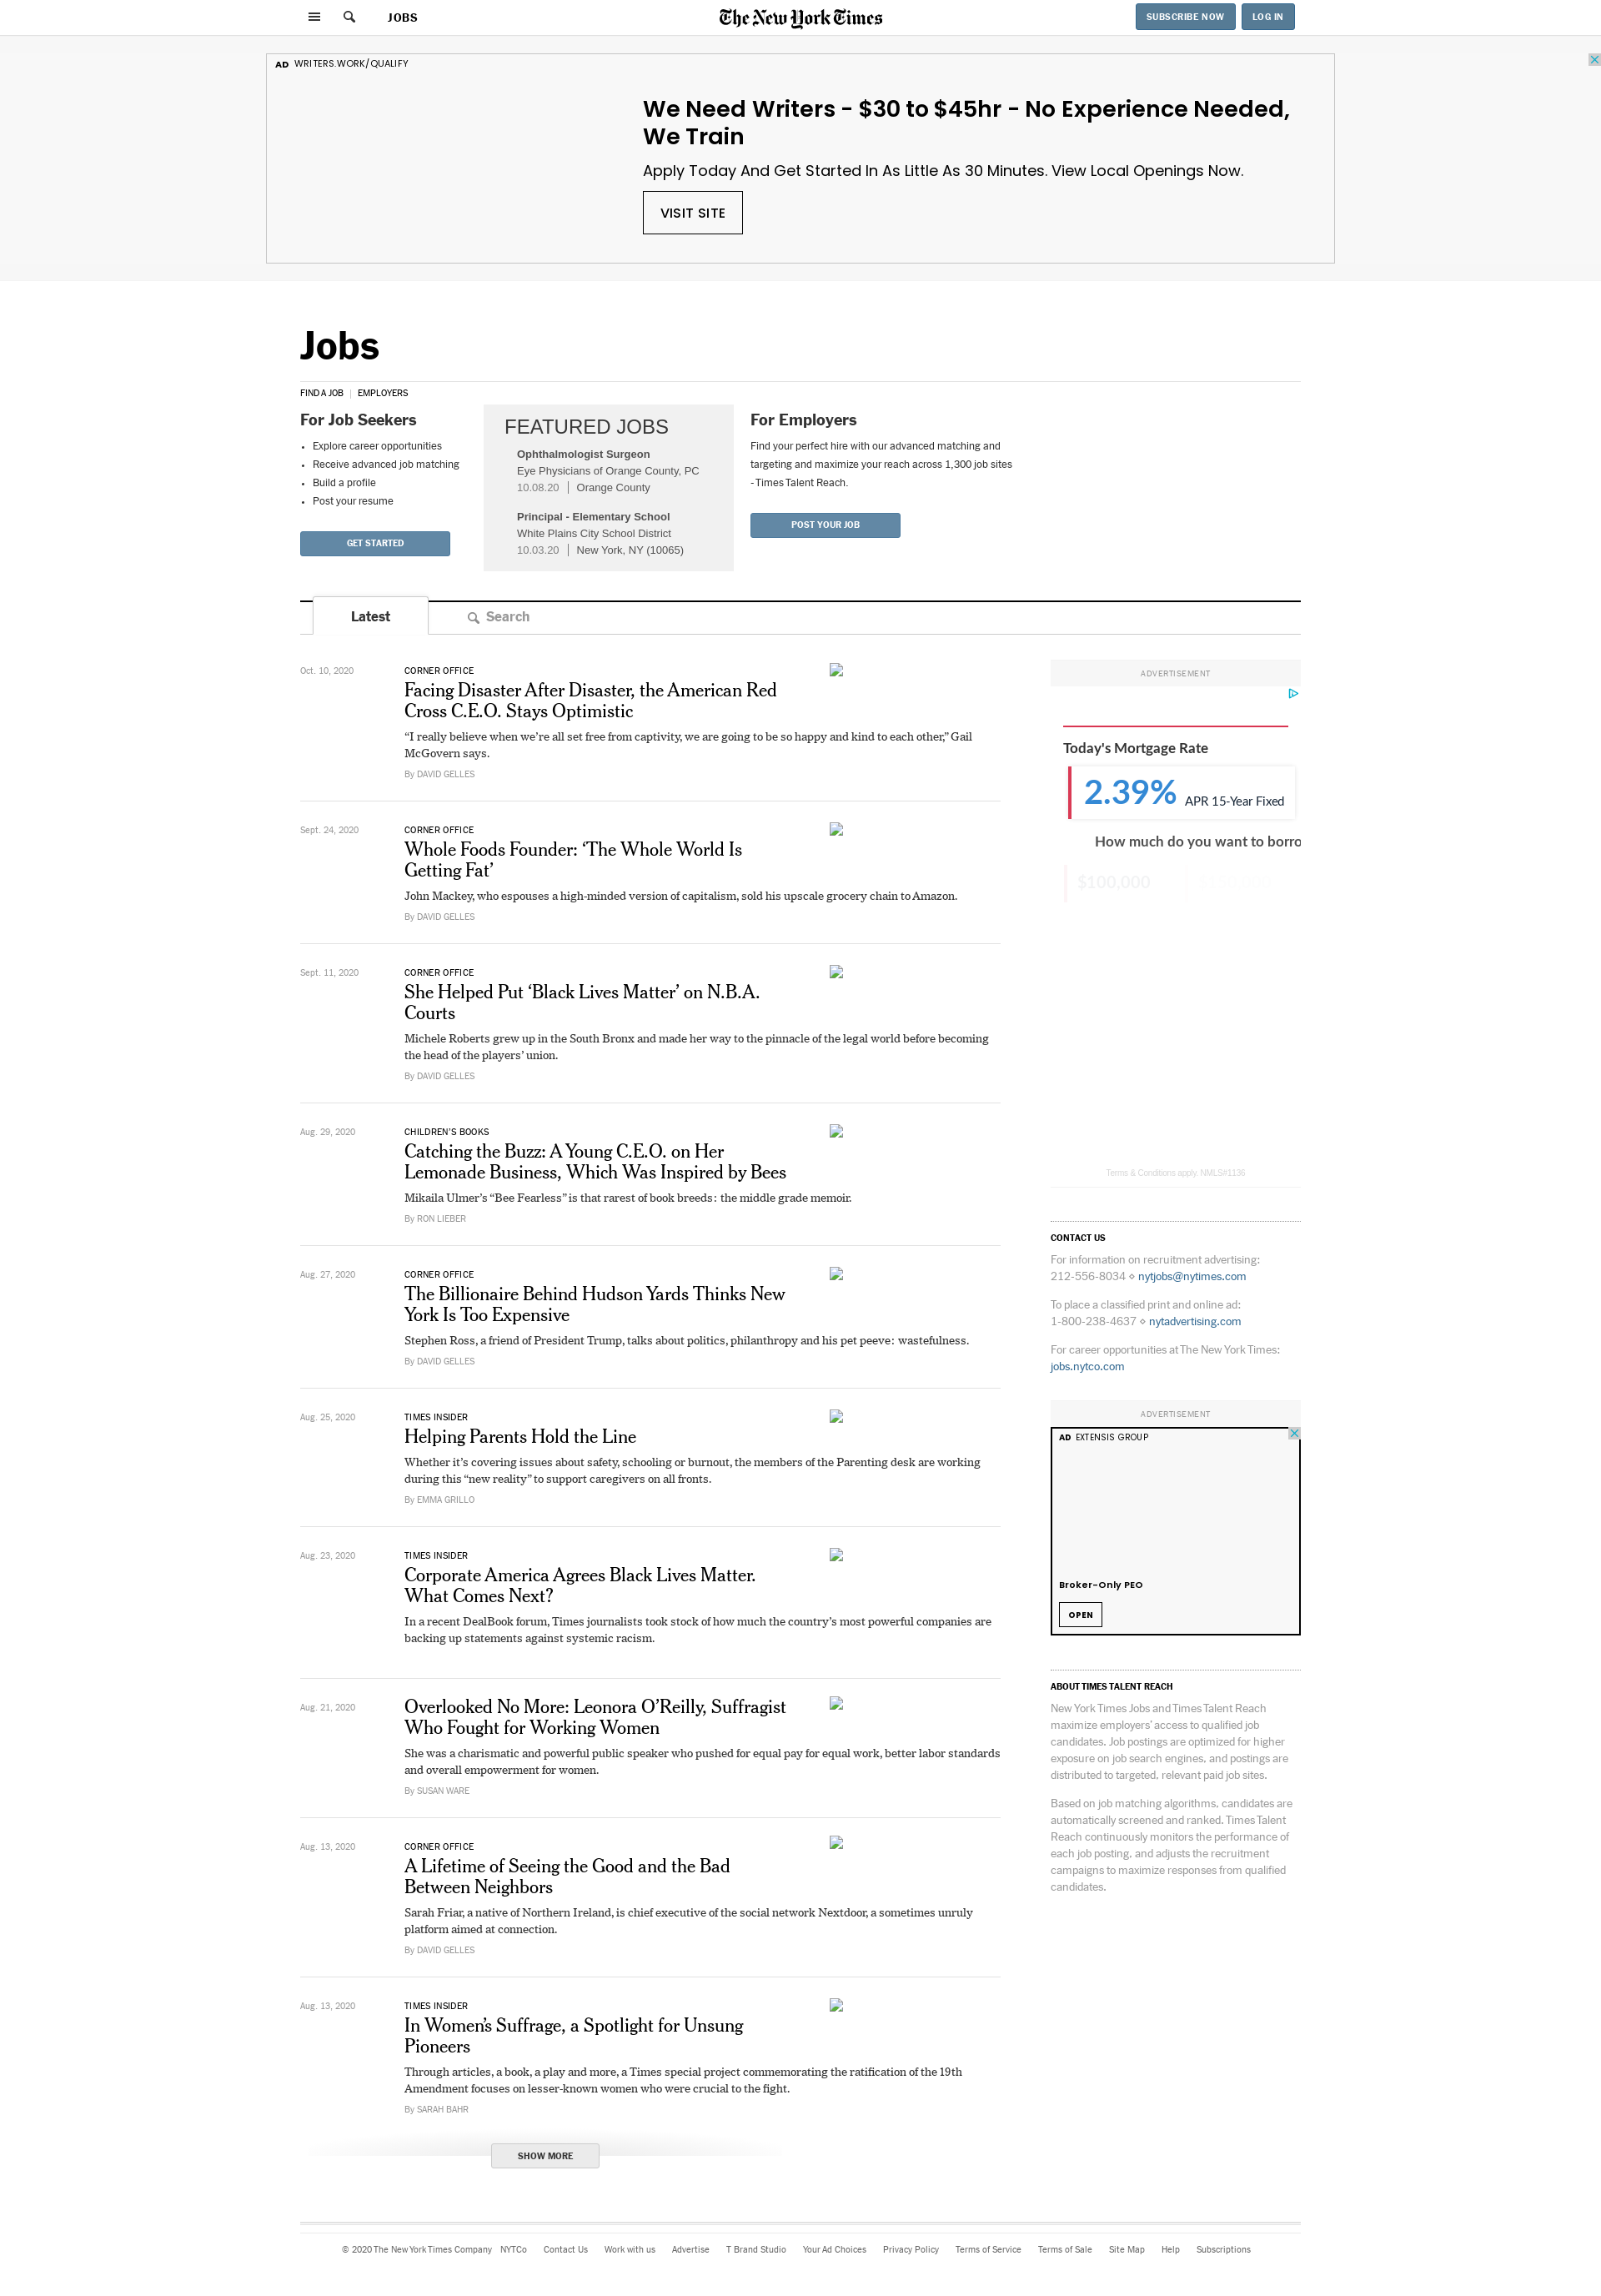 JOBS
The New York Times
SUBSCRIBE NOW
LOG IN
AD WRITERS.WORK/QUALIFY
We Need Writers - $30 to $45hr - No Experience Needed,
We Train
Apply Today And Get Started In As Little As 30 Minutes. View Local Openings Now.
VISIT SITE
Jobs
FIND A JOB | EMPLOYERS
For Job Seekers
• Explore career opportunities
• Receive advanced job matching
• Build a profile
• Post your resume
GET STARTED
FEATURED JOBS
Ophthalmologist Surgeon
Eye Physicians of Orange County, PC
10.08.20 | Orange County
Principal - Elementary School
White Plains City School District
10.03.20 | New York, NY (10065)
For Employers
Find your perfect hire with our advanced matching and
targeting and maximize your reach across 1,300 job sites
- Times Talent Reach.
POST YOUR JOB
Latest
Search
Oct. 10, 2020
CORNER OFFICE
Facing Disaster After Disaster, the American Red
Cross C.E.O. Stays Optimistic
“I really believe when we’re all set free from captivity, we are going to be so happy and kind to each other,” Gail
McGovern says.
By DAVID GELLES
Sept. 24, 2020
CORNER OFFICE
Whole Foods Founder: ‘The Whole World Is
Getting Fat’
John Mackey, who espouses a high-minded version of capitalism, sold his upscale grocery chain to Amazon.
By DAVID GELLES
Sept. 11, 2020
CORNER OFFICE
She Helped Put ‘Black Lives Matter’ on N.B.A.
Courts
Michele Roberts grew up in the South Bronx and made her way to the pinnacle of the legal world before becoming
the head of the players’ union.
By DAVID GELLES
Aug. 29, 2020
CHILDREN’S BOOKS
Catching the Buzz: A Young C.E.O. on Her
Lemonade Business, Which Was Inspired by Bees
Mikaila Ulmer’s “Bee Fearless” is that rarest of book breeds: the middle grade memoir.
By RON LIEBER
Aug. 27, 2020
CORNER OFFICE
The Billionaire Behind Hudson Yards Thinks New
York Is Too Expensive
Stephen Ross, a friend of President Trump, talks about politics, philanthropy and his pet peeve: wastefulness.
By DAVID GELLES
Aug. 25, 2020
TIMES INSIDER
Helping Parents Hold the Line
Whether it’s covering issues about safety, schooling or burnout, the members of the Parenting desk are working
during this “new reality” to support caregivers on all fronts.
By EMMA GRILLO
Aug. 23, 2020
TIMES INSIDER
Corporate America Agrees Black Lives Matter.
What Comes Next?
In a recent DealBook forum, Times journalists took stock of how much the country’s most powerful companies are
backing up statements against systemic racism.
Aug. 21, 2020
Overlooked No More: Leonora O’Reilly, Suffragist
Who Fought for Working Women
She was a charismatic and powerful public speaker who pushed for equal pay for equal work, better labor standards
and overall empowerment for women.
By SUSAN WARE
Aug. 13, 2020
CORNER OFFICE
A Lifetime of Seeing the Good and the Bad
Between Neighbors
Sarah Friar, a native of Northern Ireland, is chief executive of the social network Nextdoor, a sometimes unruly
platform aimed at connection.
By DAVID GELLES
Aug. 13, 2020
TIMES INSIDER
In Women’s Suffrage, a Spotlight for Unsung
Pioneers
Through articles, a book, a play and more, a Times special project commemorating the ratification of the 19th
Amendment focuses on lesser-known women who were crucial to the fight.
By SARAH BAHR
SHOW MORE
ADVERTISEMENT
Today's Mortgage Rate
2.39% APR 15-Year Fixed
How much do you want to borro
$100,000
Terms & Conditions apply. NMLS#1136
CONTACT US
For information on recruitment advertising:
212-556-8034 ⋄ nytjobs@nytimes.com
To place a classified print and online ad:
1-800-238-4637 ⋄ nytadvertising.com
For career opportunities at The New York Times:
jobs.nytco.com
ADVERTISEMENT
AD EXTENSIS GROUP
Broker-Only PEO
OPEN
ABOUT TIMES TALENT REACH
New York Times Jobs and Times Talent Reach
maximize employers’ access to qualified job
candidates. Job postings are optimized for higher
exposure on job search engines, and postings are
distributed to targeted, relevant paid job sites.
Based on job matching algorithms, candidates are
automatically screened and ranked. Times Talent
Reach continuously monitors the performance of
each job posting, and adjusts the recruitment
campaigns to maximize responses from qualified
candidates.
© 2020 The New York Times Company NYTCo Contact Us Work with us Advertise T Brand Studio Your Ad Choices Privacy Policy Terms of Service Terms of Sale Site Map Help Subscriptions